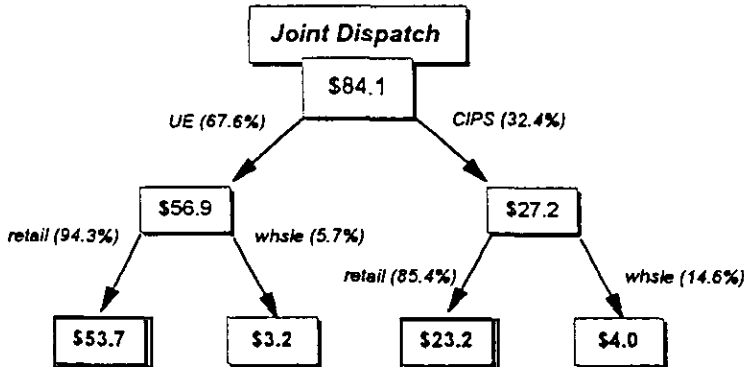 Joint Dispatch
$84.1
UE (67.6%)
CIPS (32.4%)
$56.9
$27.2
retail (94.3%)
whsle (5.7%)
retail (85.4%)
whsle (14.6%)
$53.7
$3.2
$23.2
$4.0